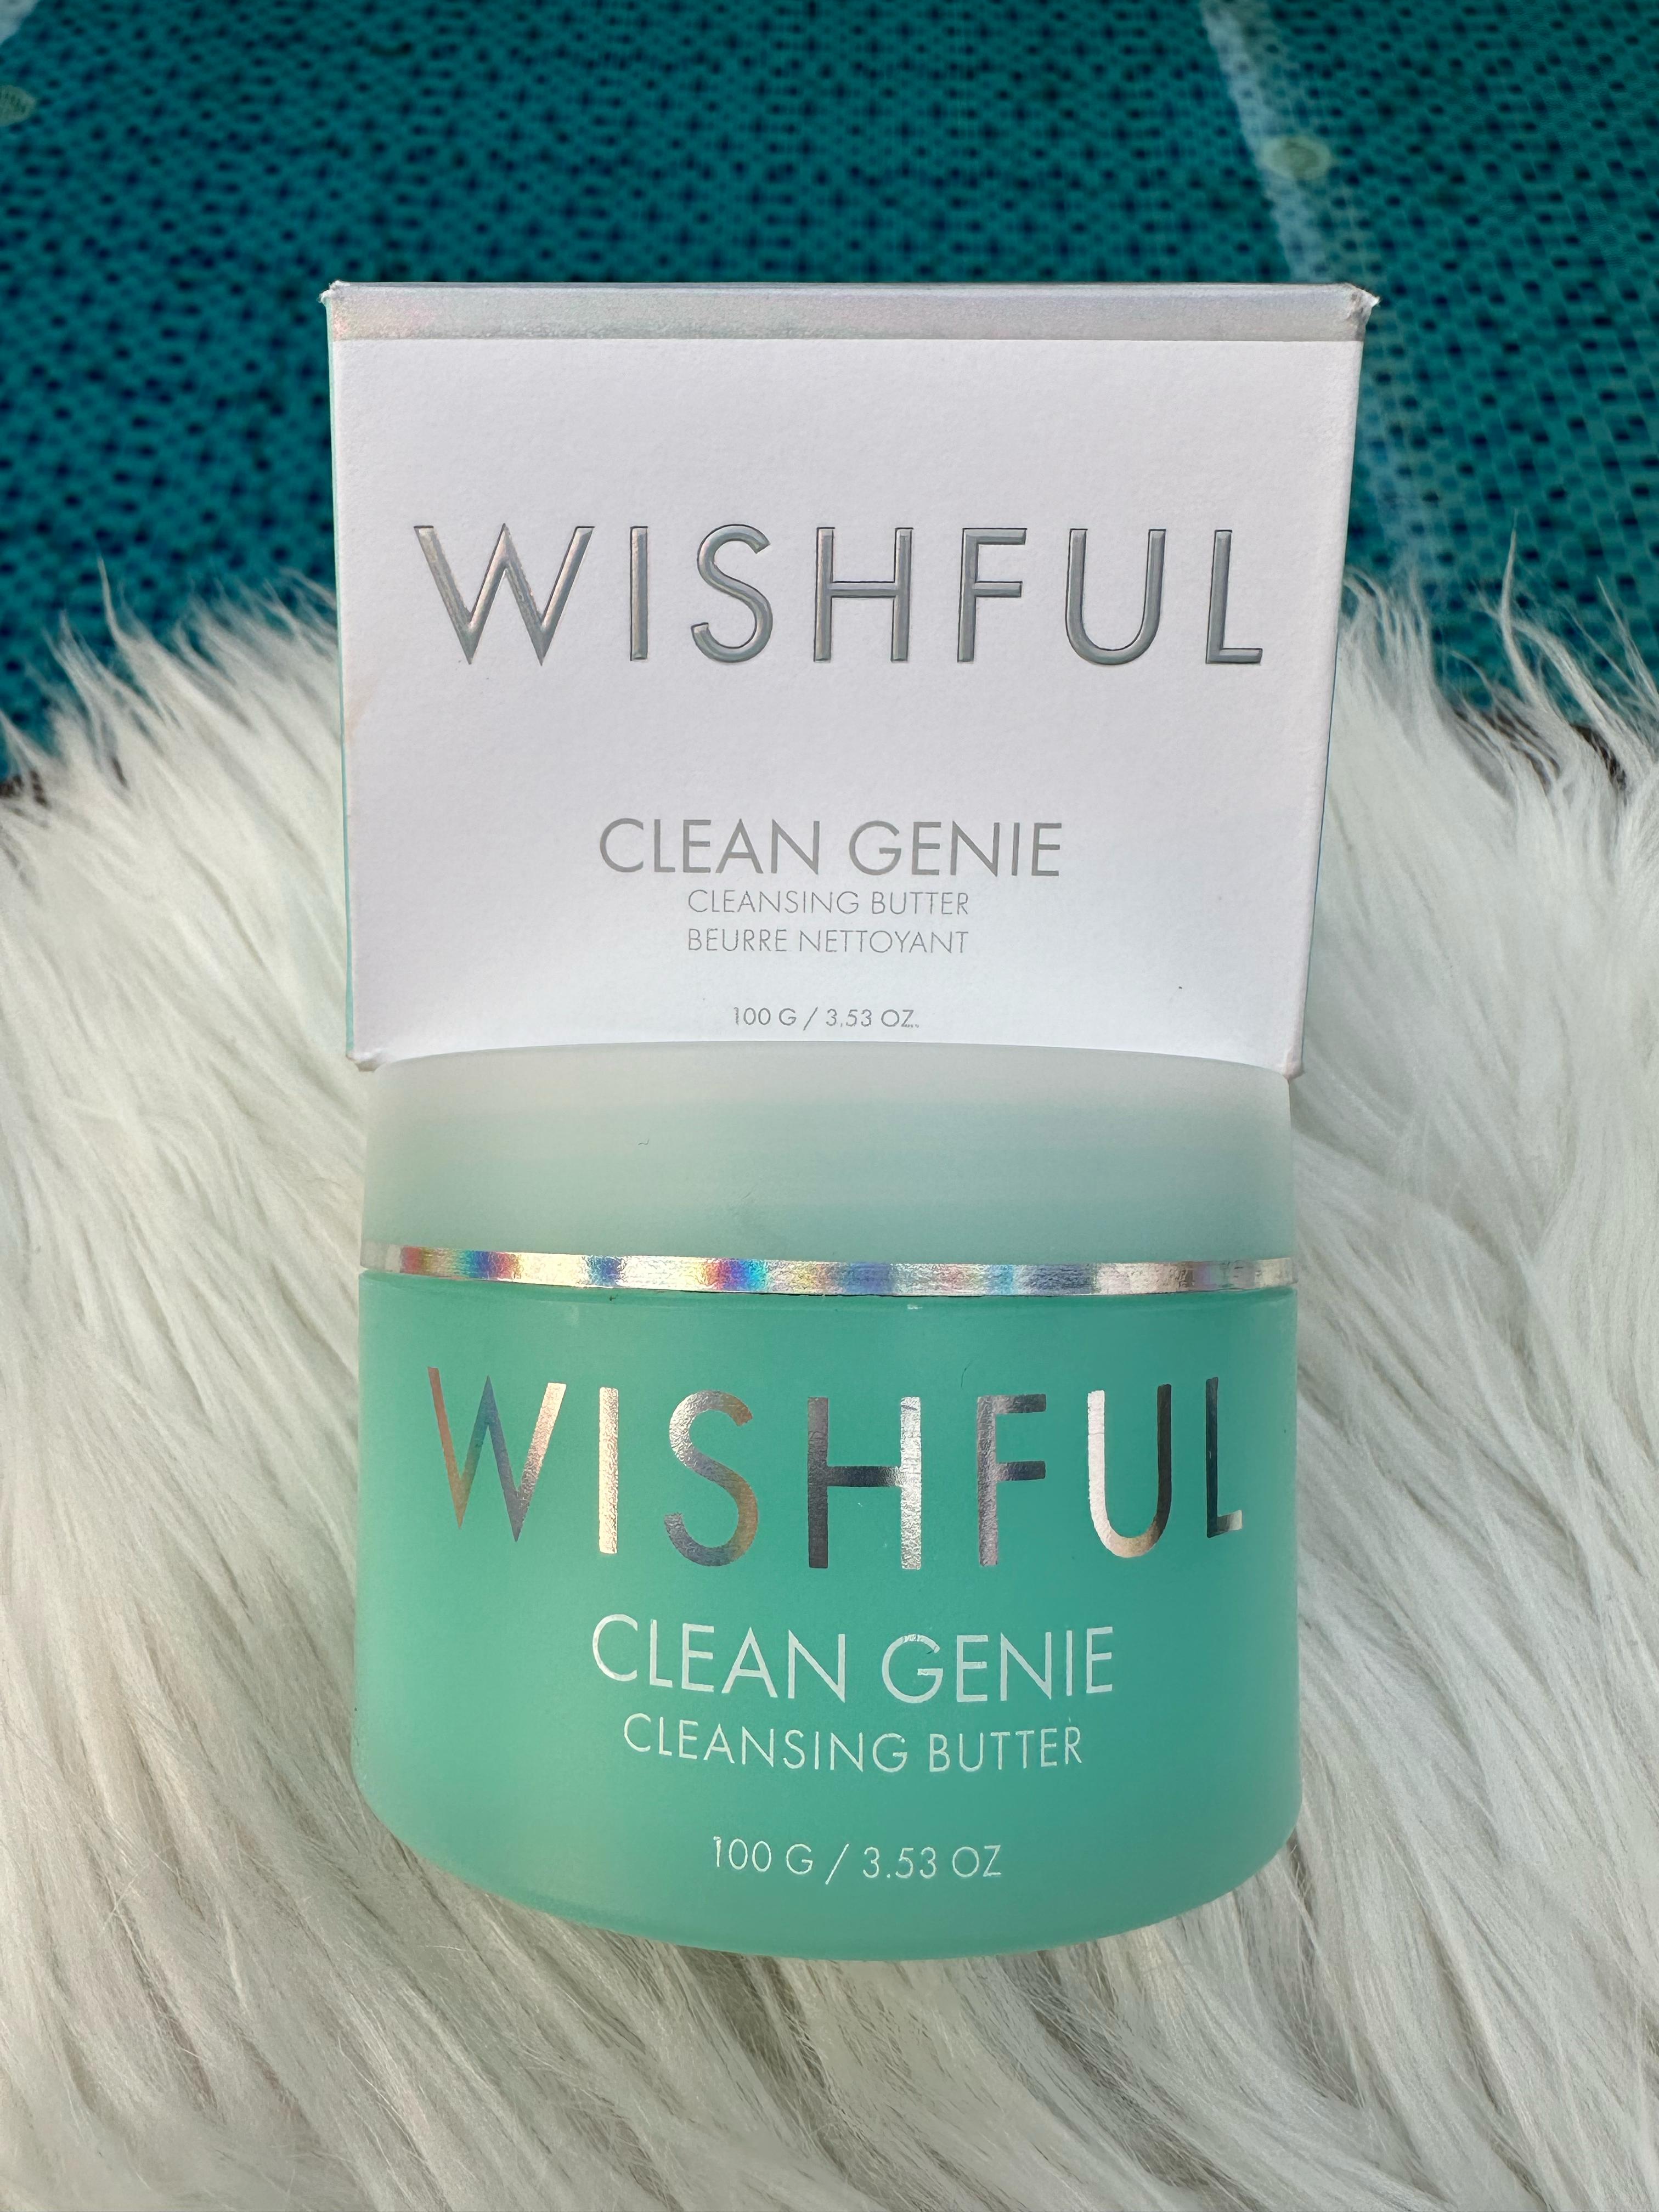 WISHFUL
CLEAN GENIE
CLEANSING BUTTER
BEURRE NETTOYANT
100 G / 3.53 OZ.
WISHFUL
CLEAN GENIE
CLEANSING BUTTER
100 G / 3.53 OZ